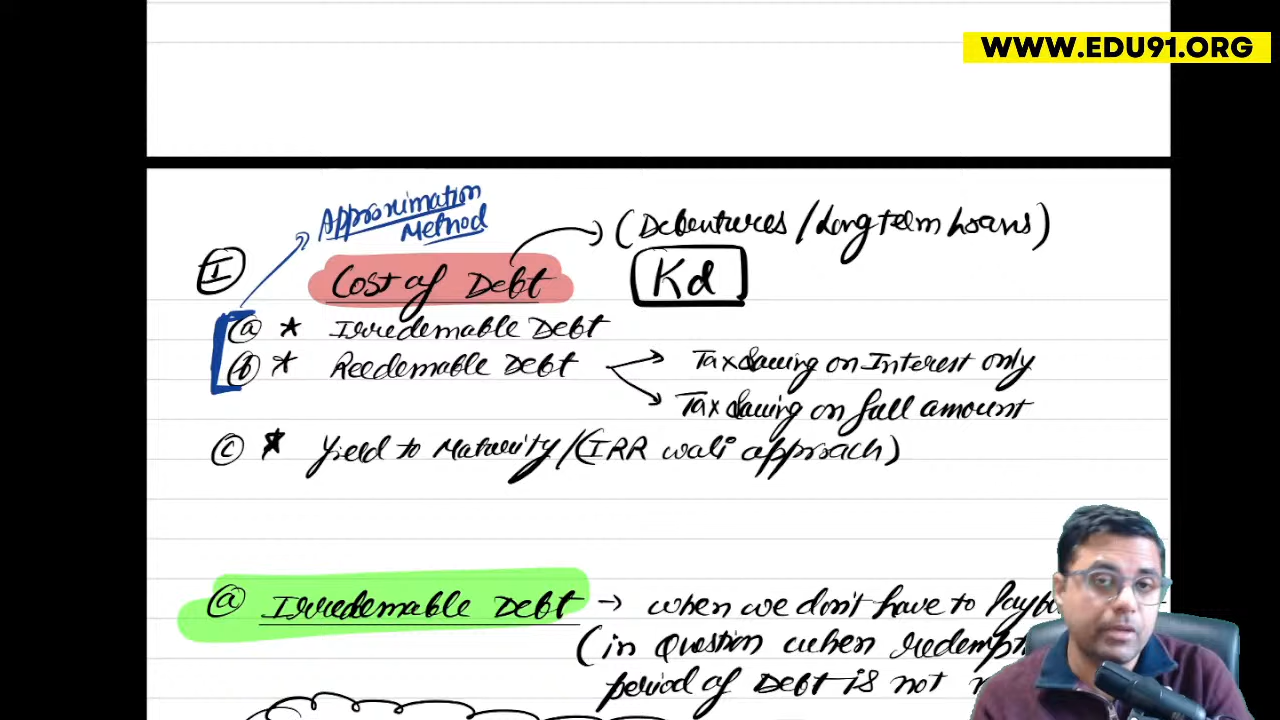 WWW.EDU91.ORG
Approximation
Method
(Debentures / Long term Loans)
I
Cost of Debt
Kd
a * Irredemable Debt
b * Reedemable Debt → Tax Saving on Interest only
→ Tax Saving on full amount
c * Yield to Maturity / (IRR wali approach)
a Irredemable Debt → when we don't have to
(in Question when
period of Debt is not